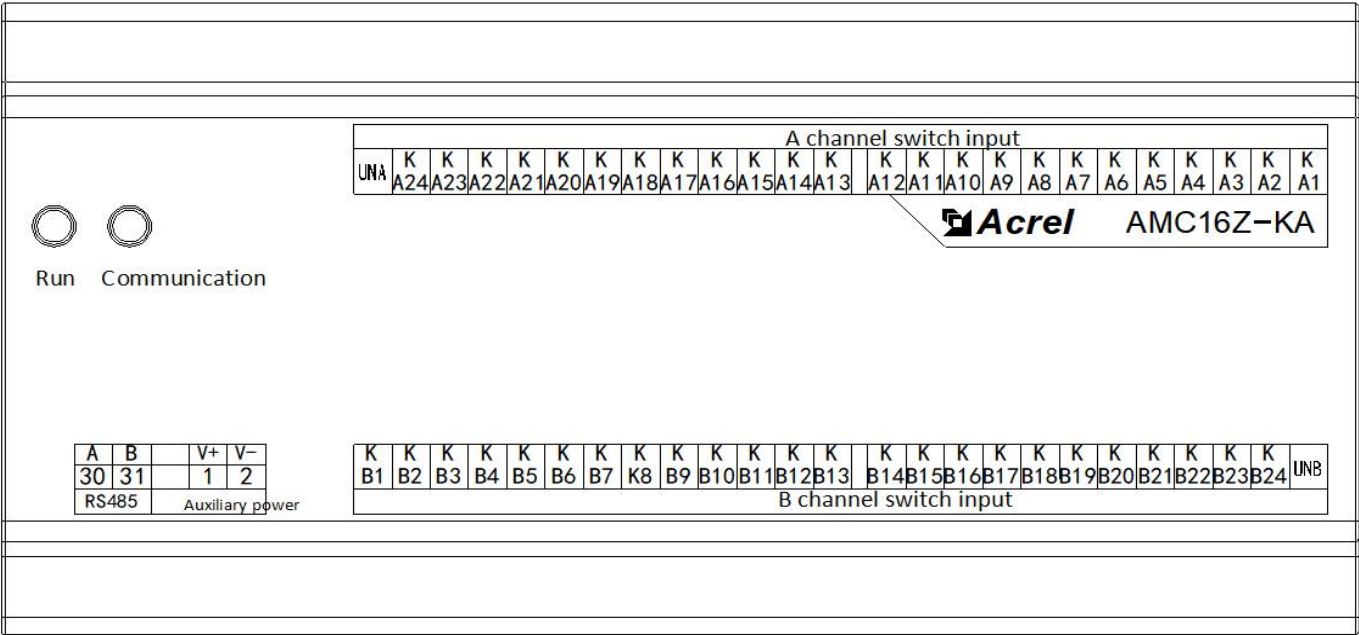 A channel switch input
UNA K K K K K K K K K K K K K K K K K K K K K K K K
A24 A23 A22 A21 A20 A19 A18 A17 A16 A15 A14 A13 A12 A11 A10 A9 A8 A7 A6 A5 A4 A3 A2 A1
Acrel AMC16Z-KA
Run Communication
A B V+ V-
30 31 1 2
RS485 Auxiliary power
K K K K K K K K K K K K K K K K K K K K K K K K UNB
B1 B2 B3 B4 B5 B6 B7 K8 B9 B10 B11 B12 B13 B14 B15 B16 B17 B18 B19 B20 B21 B22 B23 B24
B channel switch input